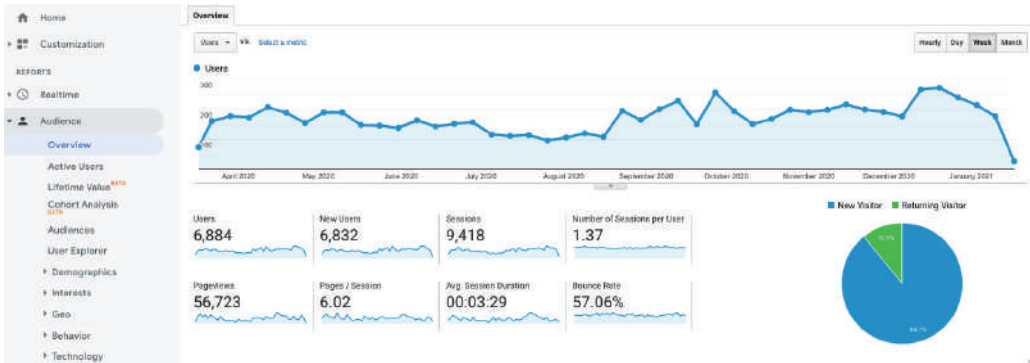 Home
Customization
REPORTS
Realtime
Audience
Overview
Active Users
Lifetime Value BETA
Cohort Analysis
BETA
Audiences
User Explorer
Demographics
Interests
Geo
Behavior
Technology
Overview
Users VS. Select a metric
Hourly Day Week Month
Users
300
200
100
April 2020 May 2020 June 2020 July 2020 August 2020 September 2020 October 2020 November 2020 December 2020 January 2021
New Visitor Returning Visitor
Users New Users Sessions Number of Sessions per User
6,884 6,832 9,418 1.37
Pageviews Pages / Session Avg. Session Duration Bounce Rate
56,723 6.02 00:03:29 57.06%